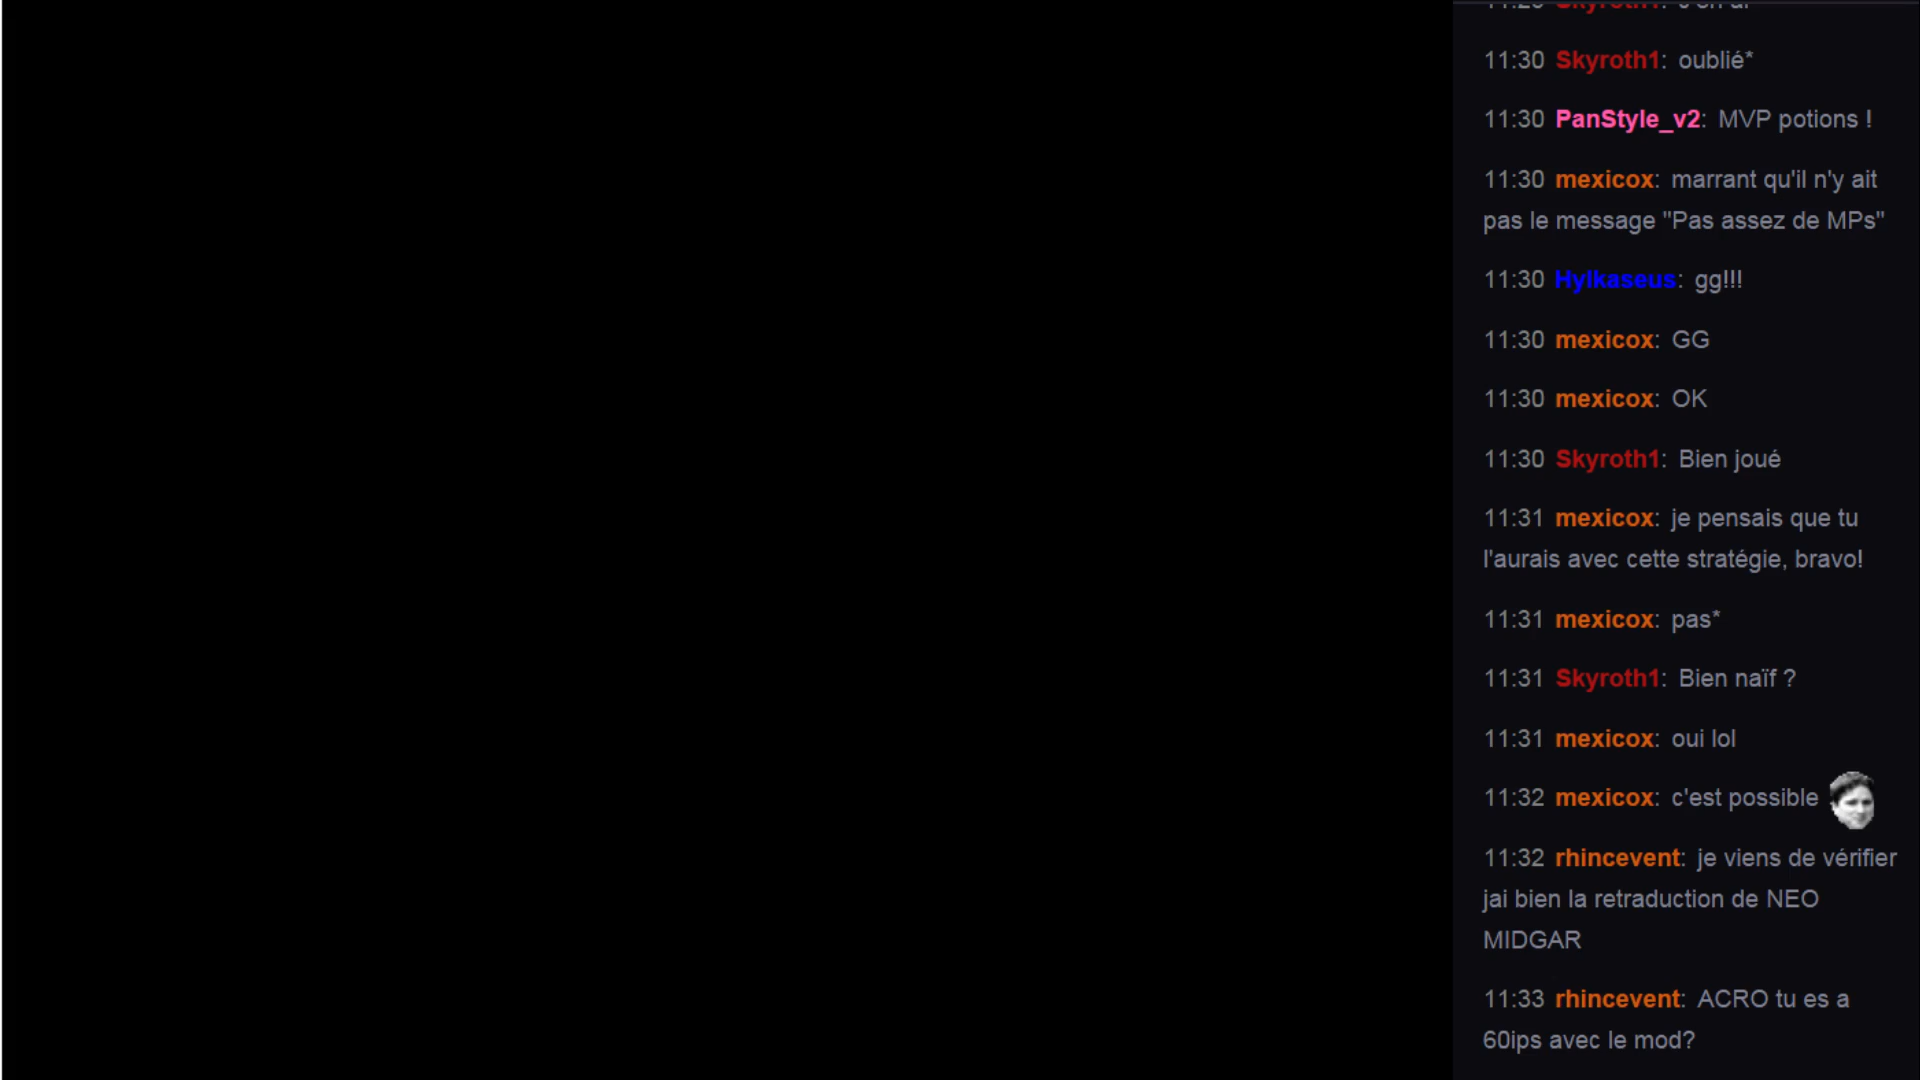 11:30 Skyroth1: oublié*
11:30 PanStyle_v2: MVP potions !
11:30 mexicox: marrant qu'il n'y ait
pas le message "Pas assez de MPs"
11:30 Hylkaseus: gg!!!
11:30 mexicox: GG
11:30 mexicox: OK
11:30 Skyroth1: Bien joué
11:31 mexicox: je pensais que tu
l'aurais avec cette stratégie, bravo!
11:31 mexicox: pas*
11:31 Skyroth1: Bien naïf ?
11:31 mexicox: oui lol
11:32 mexicox: c'est possible
11:32 rhincevent: je viens de vérifier
jai bien la retraduction de NEO
MIDGAR
11:33 rhincevent: ACRO tu es a
60ips avec le mod?